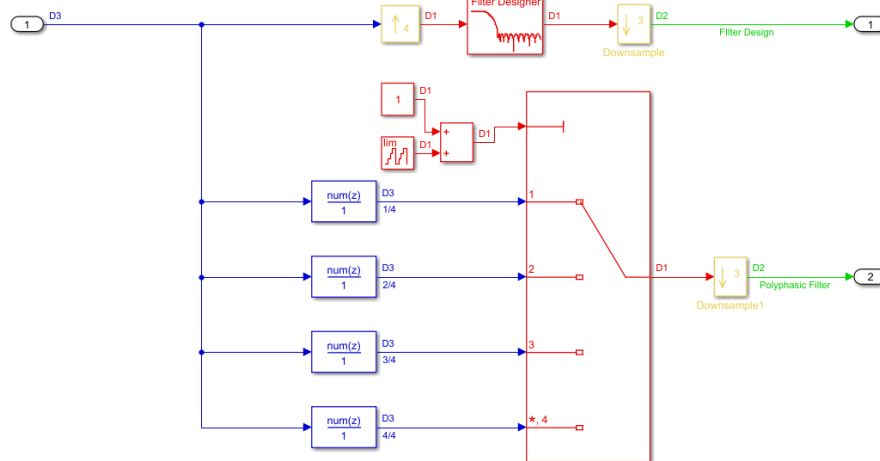 D3
Filter Designer
1
4
D1
D1
3
D2
1
Downsample
FIlter Design
1
D1
+
+
D1
lim
D1
num(z)
1
D3
1/4
1
num(z)
1
D3
2/4
2
D1
3
D2
2
Polyphasic Filter
Downsample1
num(z)
1
D3
3/4
3
num(z)
1
D3
4/4
*, 4